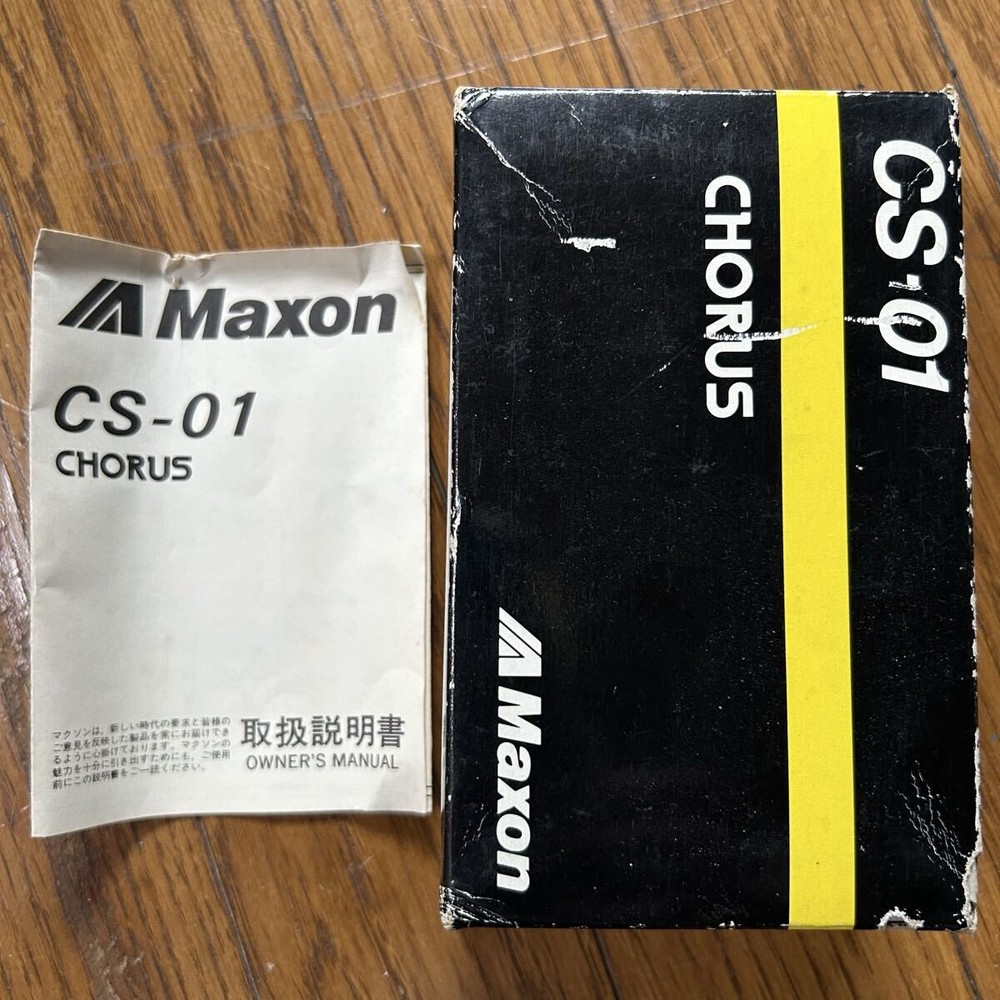 Maxon
CS-01
CHORUS
マクソンは、新しい時代の要求と皆様の
ご意見を反映した製品を常にお届けでき
るように心掛けております。マクソンの
魅力を十分に引き出すためにも、ご使用
前にこの説明書をご一読ください。
取扱説明書
OWNER'S MANUAL
CS-01
CHORUS
Maxon